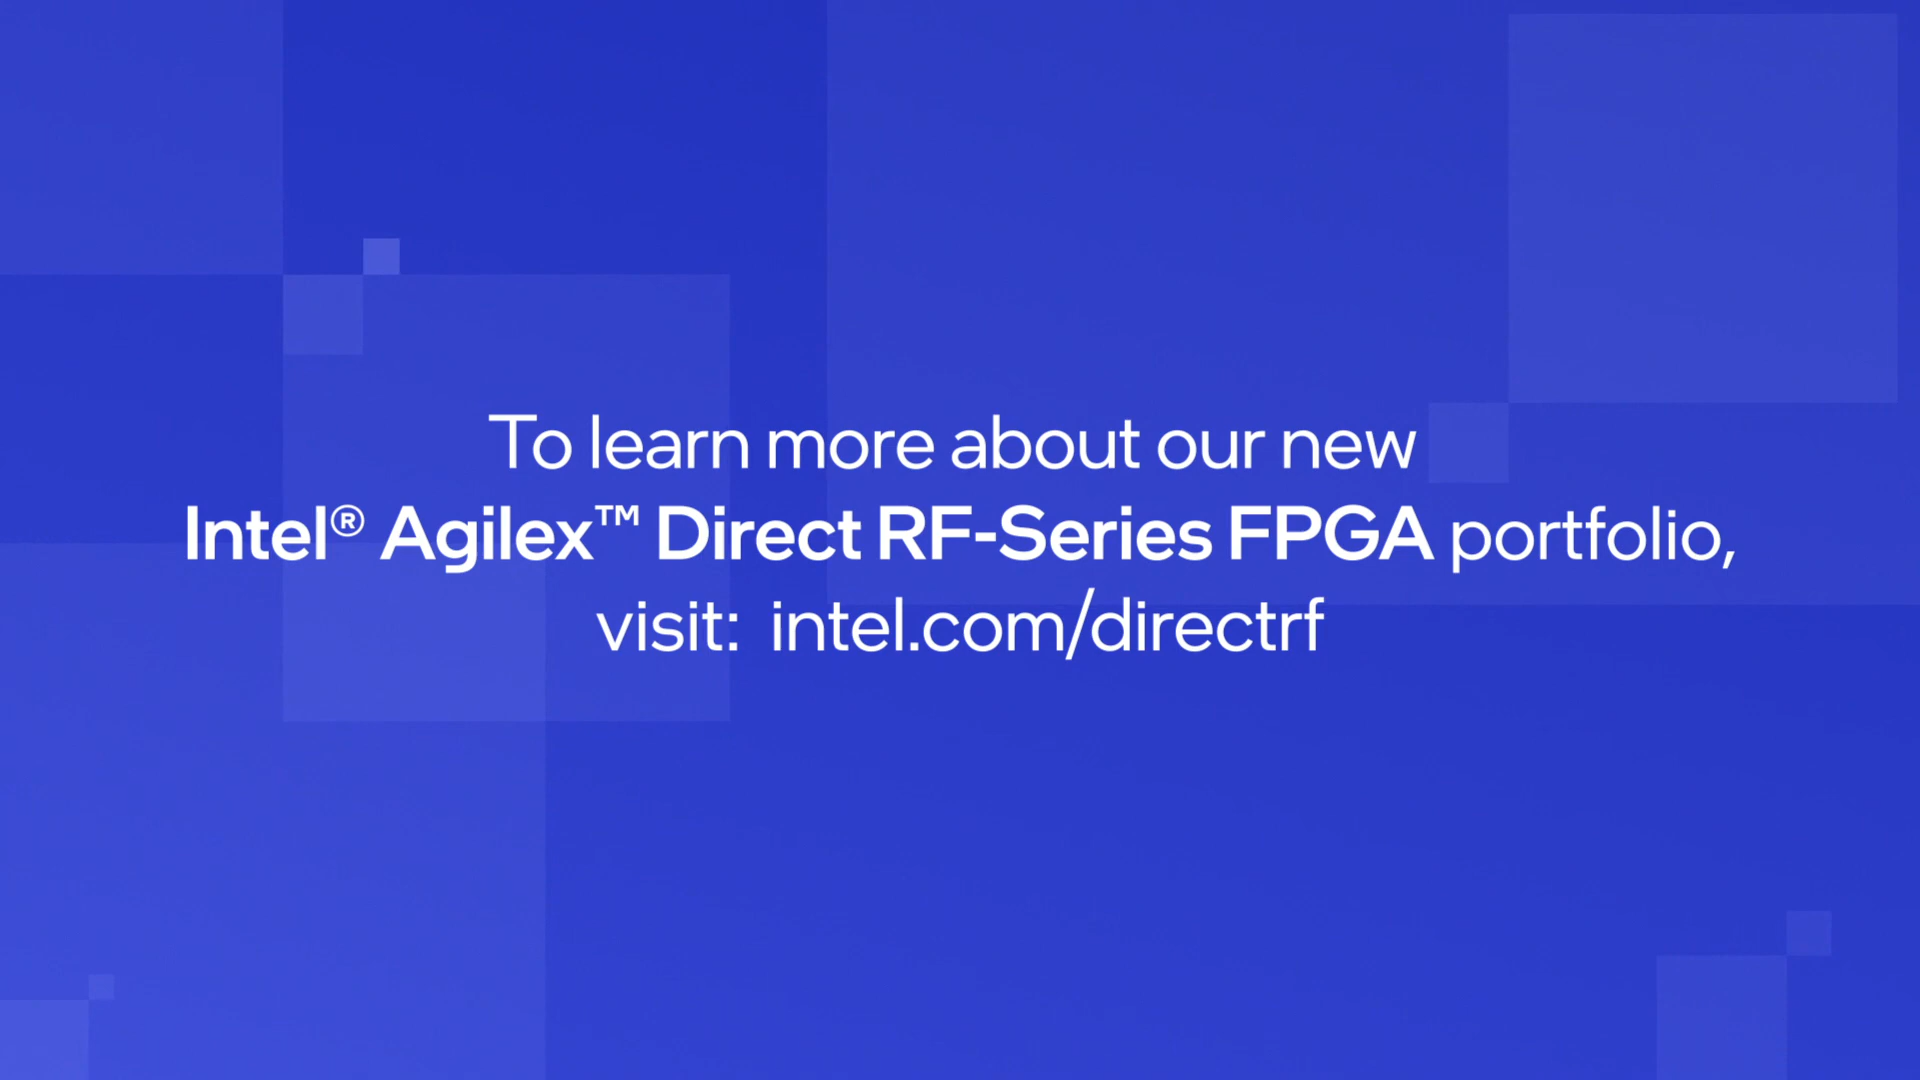 To learn more about our new
Intel® Agilex™ Direct RF-Series FPGA portfolio,
visit: intel.com/directrf